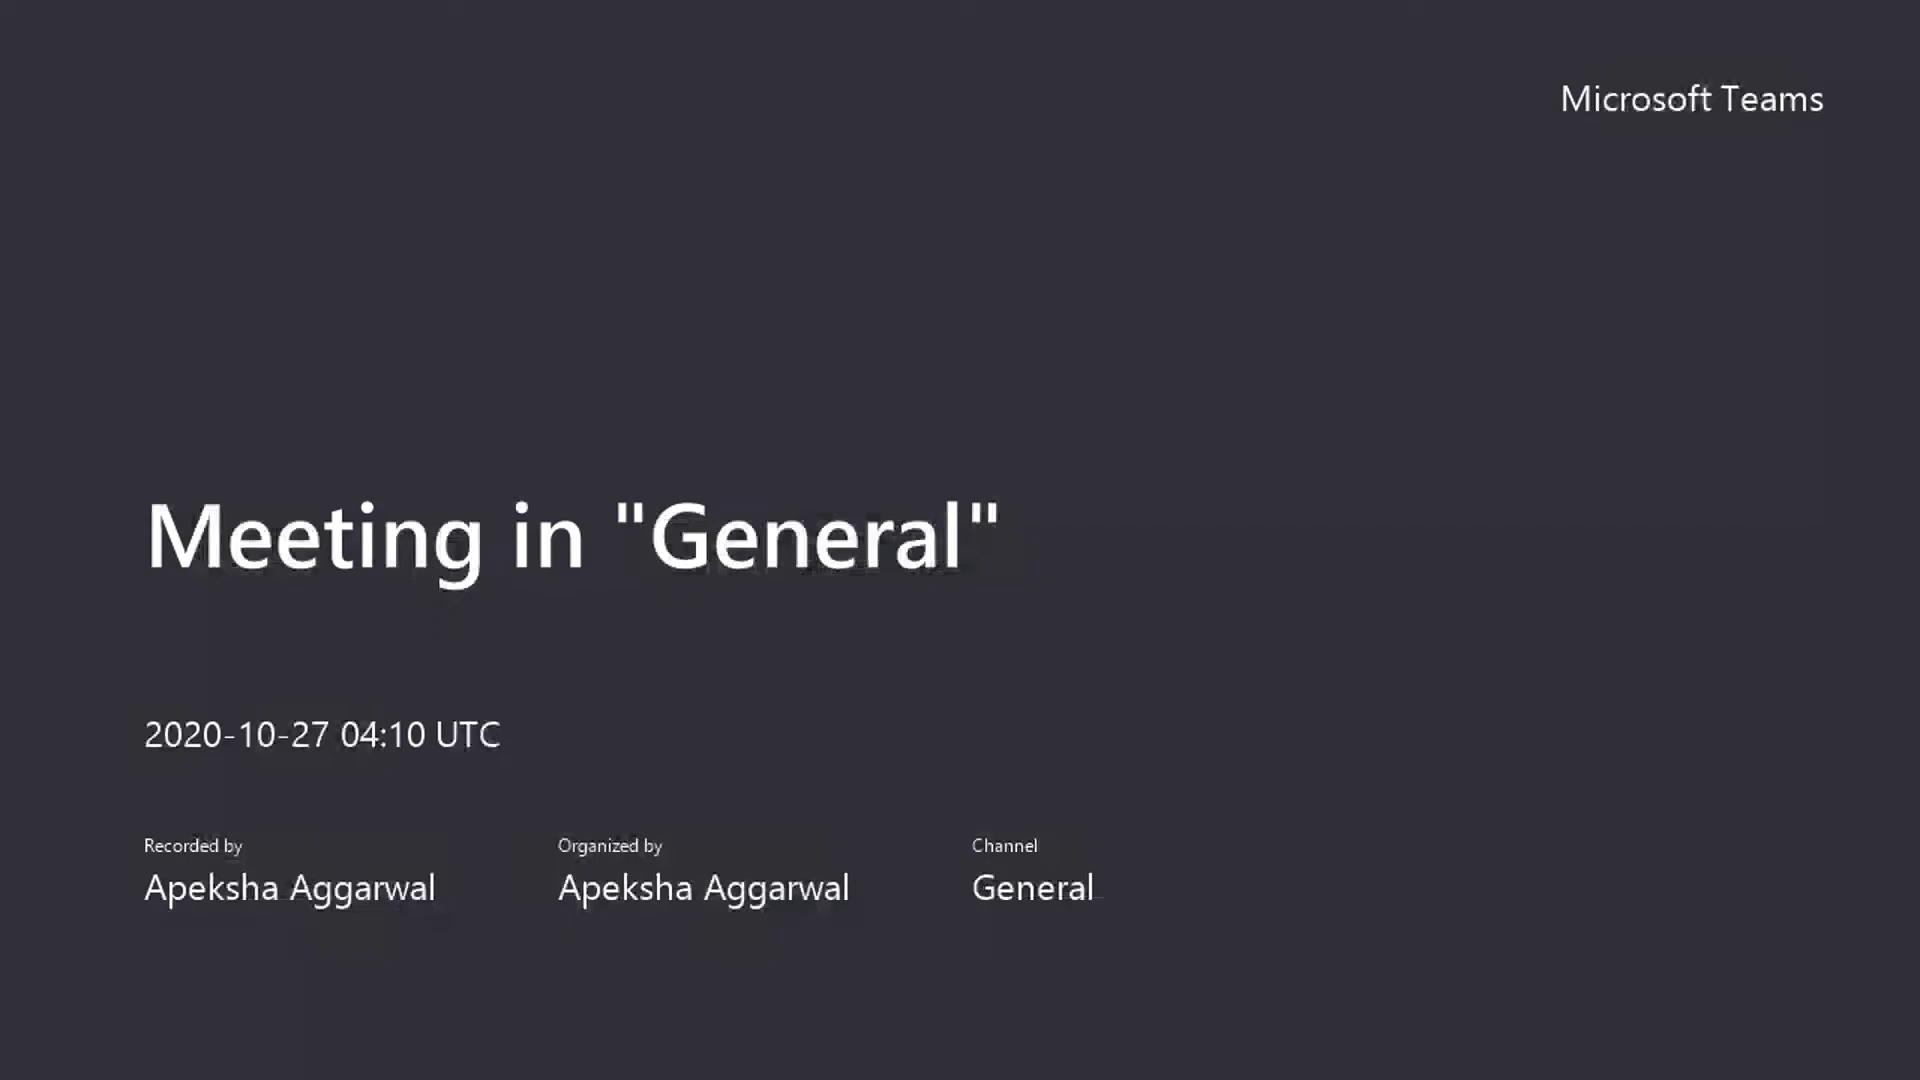 Microsoft Teams
Meeting in "General"
2020-10-27 04:10 UTC
Recorded by
Apeksha Aggarwal
Organized by
Apeksha Aggarwal
Channel
General